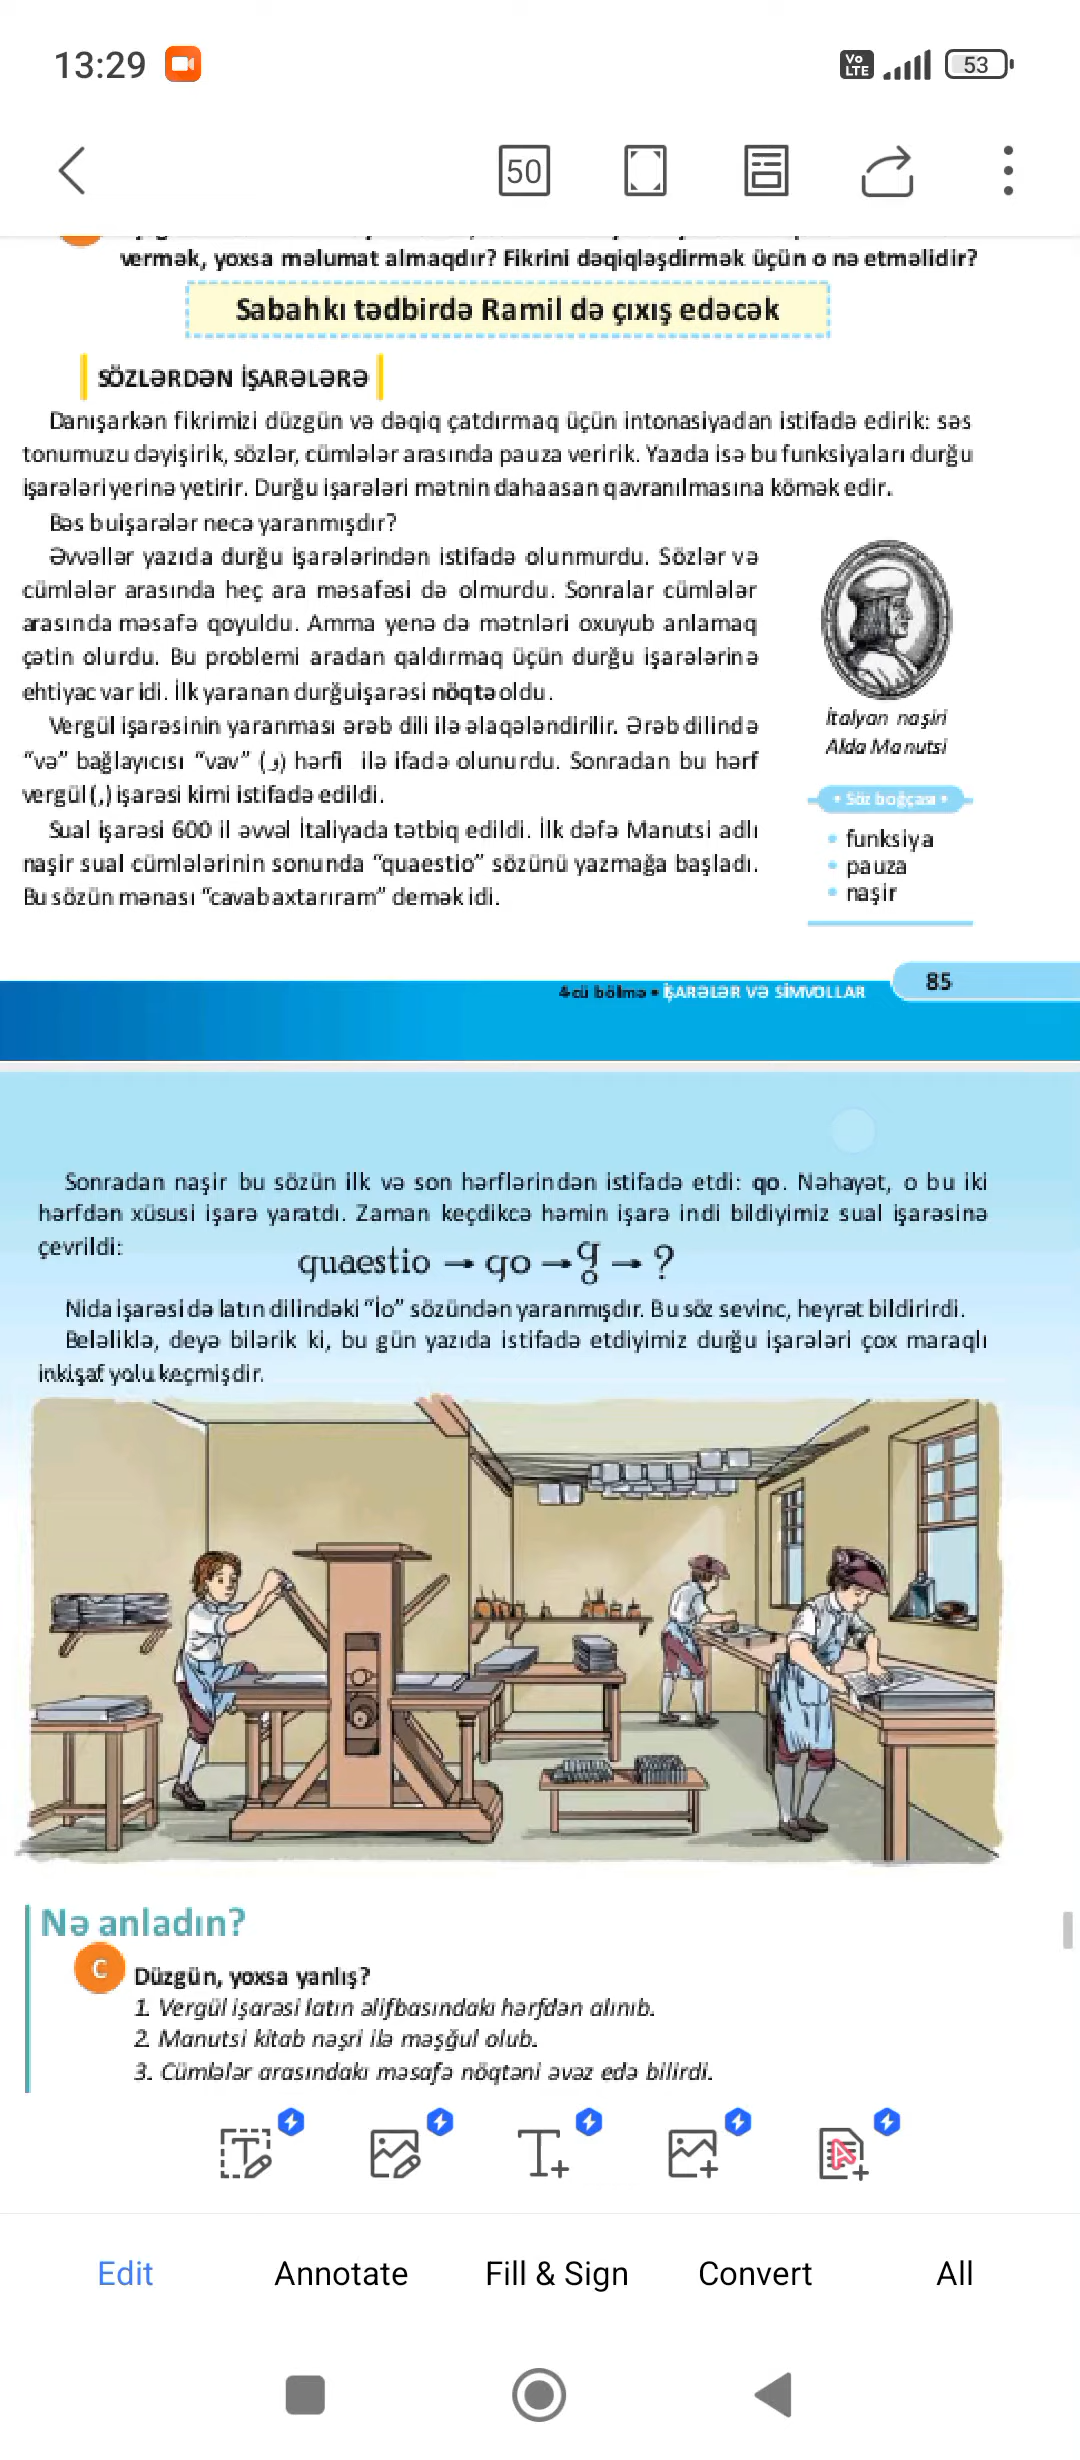 13:29
Vo LTE
53
50
vermək, yoxsa məlumat almaqdır? Fikrini dəqiqləşdirmək üçün o nə etməlidir?
Sabahkı tədbirdə Ramil də çıxış edəcək
SÖZLƏRDƏN İŞARƏLƏRƏ
Danışarkən fikrimizi düzgün və dəqiq çatdırmaq üçün intonasiyadan istifadə edirik: səs
tonumuzu dəyişirik, sözlər, cümlələr arasında pauza veririk. Yazıda isə bu funksiyaları durğu
işarələri yerinə yetirir. Durğu işarələri mətnin daha asan qavranılmasına kömək edir.
Bəs bu işarələr necə yaranmışdır?
Əvvəllər yazıda durğu işarələrindən istifadə olunmurdu. Sözlər və
cümlələr arasında heç ara məsafəsi də olmurdu. Sonralar cümlələr
arasında məsafə qoyuldu. Amma yenə də mətnləri oxuyub anlamaq
çətin olurdu. Bu problemi aradan qaldırmaq üçün durğu işarələrinə
ehtiyac var idi. İlk yaranan durğu işarəsi nöqtə oldu.
Vergül işarəsinin yaranması ərəb dili ilə əlaqələndirilir. Ərəb dilində
“və” bağlayıcısı “vav” (و) hərfi ilə ifadə olunurdu. Sonradan bu hərf
vergül (,) işarəsi kimi istifadə edildi.
Sual işarəsi 600 il əvvəl İtaliyada tətbiq edildi. İlk dəfə Manutsi adlı
naşir sual cümlələrinin sonunda “quaestio” sözünü yazmağa başladı.
Bu sözün mənası “cavab axtarıram” demək idi.
İtalyan naşiri
Alda Manutsi
• Söz boğçası •
• funksiya
• pauza
• naşir
4-cü bölmə • İŞARƏLƏR VƏ SİMVOLLAR
85
Sonradan naşir bu sözün ilk və son hərflərindən istifadə etdi: qo. Nəhayət, o bu iki
hərfdən xüsusi işarə yaratdı. Zaman keçdikcə həmin işarə indi bildiyimiz sual işarəsinə
çevrildi:
quaestio → qo → q o → ?
Nida işarəsi də latın dilindəki “İo” sözündən yaranmışdır. Bu söz sevinc, heyrət bildirirdi.
Beləliklə, deyə bilərik ki, bu gün yazıda istifadə etdiyimiz durğu işarələri çox maraqlı
inkişaf yolu keçmişdir.
Nə anladın?
C
Düzgün, yoxsa yanlış?
1. Vergül işarəsi latın əlifbasındakı hərfdən alınıb.
2. Manutsi kitab nəşri ilə məşğul olub.
3. Cümlələr arasındakı məsafə nöqtəni əvəz edə bilirdi.
Edit
Annotate
Fill & Sign
Convert
All